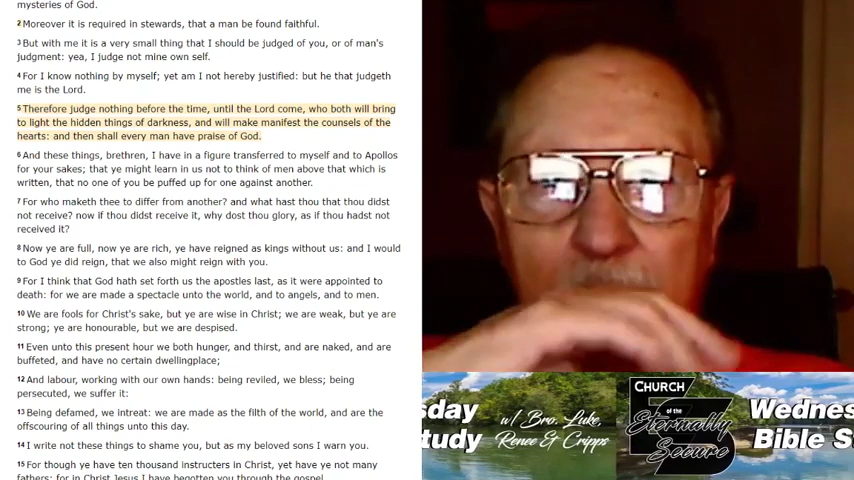 mysteries of God.
2 Moreover it is required in stewards, that a man be found faithful.
3 But with me it is a very small thing that I should be judged of you, or of man's
judgment: yea, I judge not mine own self.
4 For I know nothing by myself; yet am I not hereby justified: but he that judgeth
me is the Lord.
5 Therefore judge nothing before the time, until the Lord come, who both will bring
to light the hidden things of darkness, and will make manifest the counsels of the
hearts: and then shall every man have praise of God.
6 And these things, brethren, I have in a figure transferred to myself and to Apollos
for your sakes; that ye might learn in us not to think of men above that which is
written, that no one of you be puffed up for one against another.
7 For who maketh thee to differ from another? and what hast thou that thou didst
not receive? now if thou didst receive it, why dost thou glory, as if thou hadst not
received it?
8 Now ye are full, now ye are rich, ye have reigned as kings without us: and I would
to God ye did reign, that we also might reign with you.
9 For I think that God hath set forth us the apostles last, as it were appointed to
death: for we are made a spectacle unto the world, and to angels, and to men.
10 We are fools for Christ's sake, but ye are wise in Christ; we are weak, but ye are
strong; ye are honourable, but we are despised.
11 Even unto this present hour we both hunger, and thirst, and are naked, and are
buffeted, and have no certain dwellingplace;
12 And labour, working with our own hands: being reviled, we bless; being
persecuted, we suffer it:
13 Being defamed, we intreat: we are made as the filth of the world, and are the
offscouring of all things unto this day.
14 I write not these things to shame you, but as my beloved sons I warn you.
15 For though ye have ten thousand instructers in Christ, yet have ye not many
fathers: for in Christ Jesus I have begotten you through the gospel.
sday
tudy
w/ Bro. Luke,
Renee & Cripps
CHURCH
of the
Eternally
Secure
Wednes
Bible S